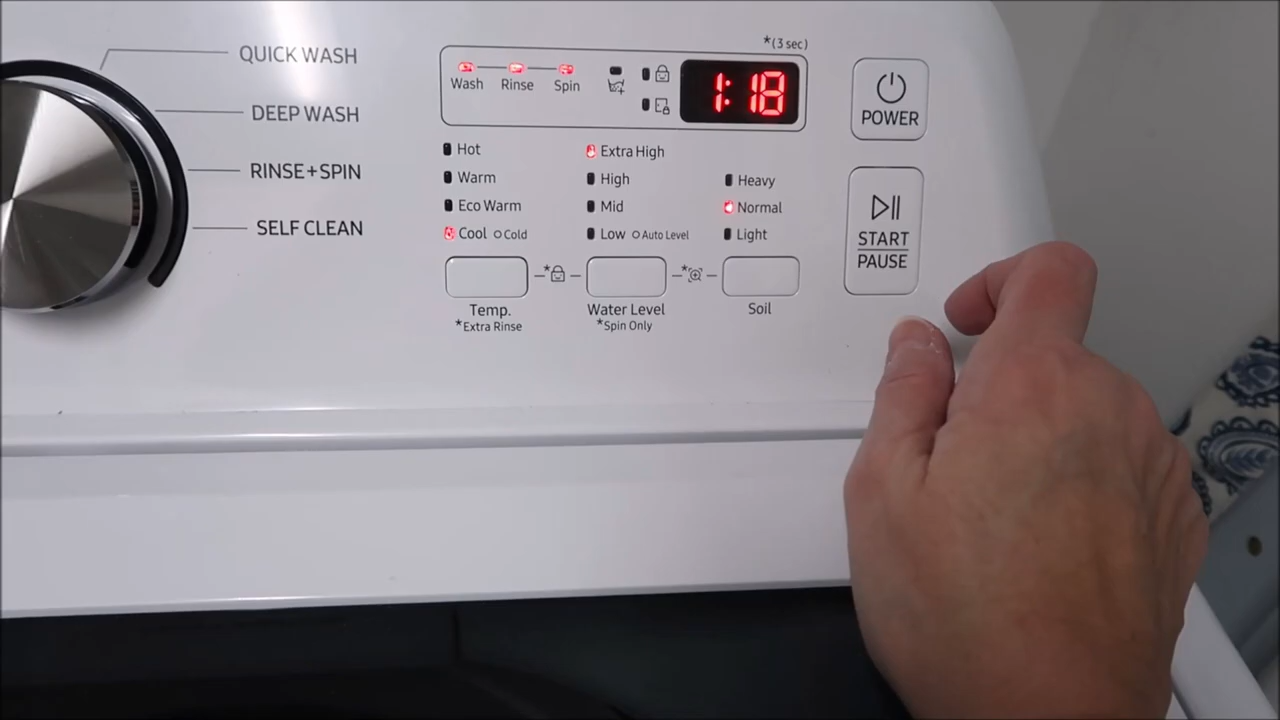 QUICK WASH
DEEP WASH
RINSE+SPIN
SELF CLEAN
*(3 sec)
Wash Rinse Spin
1:18
Hot
Warm
Eco Warm
Cool Cold
Extra High
High
Mid
Low Auto Level
Heavy
Normal
Light
Temp.
*Extra Rinse
*
Water Level
*Spin Only
*
Soil
POWER
START
PAUSE